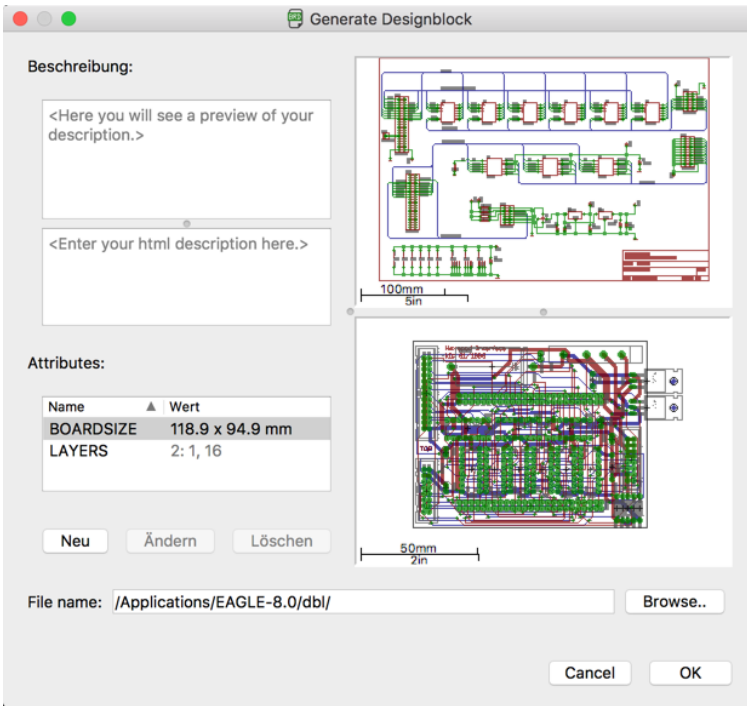 Generate Designblock
Beschreibung:
<Here you will see a preview of your
description.>
<Enter your html description here.>
Attributes:
Name Wert
BOARDSIZE 118.9 x 94.9 mm
LAYERS 2: 1, 16
Neu Ändern Löschen
100mm
5in
TOP
50mm
2in
File name: /Applications/EAGLE-8.0/dbl/ Browse..
Cancel OK